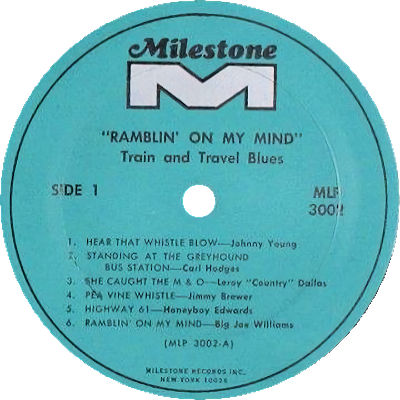 Milestone
M
"RAMBLIN' ON MY MIND"
Train and Travel Blues
SIDE 1
MLP
3002
1. HEAR THAT WHISTLE BLOW—Johnny Young
2. STANDING AT THE GREYHOUND
BUS STATION—Carl Hodges
3. SHE CAUGHT THE M & O—Leroy "Country" Dallas
4. PEA VINE WHISTLE—Jimmy Brewer
5. HIGHWAY 61—Honeyboy Edwards
6. RAMBLIN' ON MY MIND—Big Joe Williams
(MLP 3002-A)
MILESTONE RECORDS INC.
NEW YORK 10028